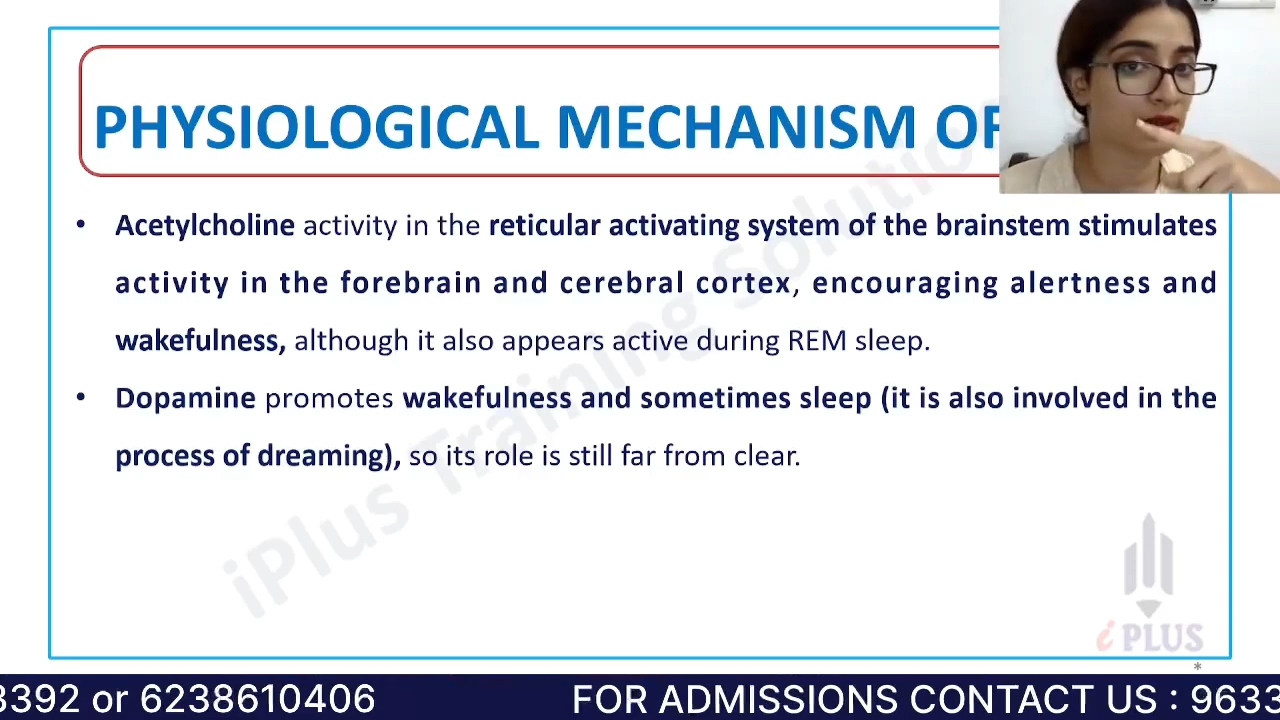 PHYSIOLOGICAL MECHANISM OF
• Acetylcholine activity in the reticular activating system of the brainstem stimulates
activity in the forebrain and cerebral cortex, encouraging alertness and
wakefulness, although it also appears active during REM sleep.
• Dopamine promotes wakefulness and sometimes sleep (it is also involved in the
process of dreaming), so its role is still far from clear.
iPlus Training Solution
i PLUS
*
3392 or 6238610406 FOR ADMISSIONS CONTACT US : 9633